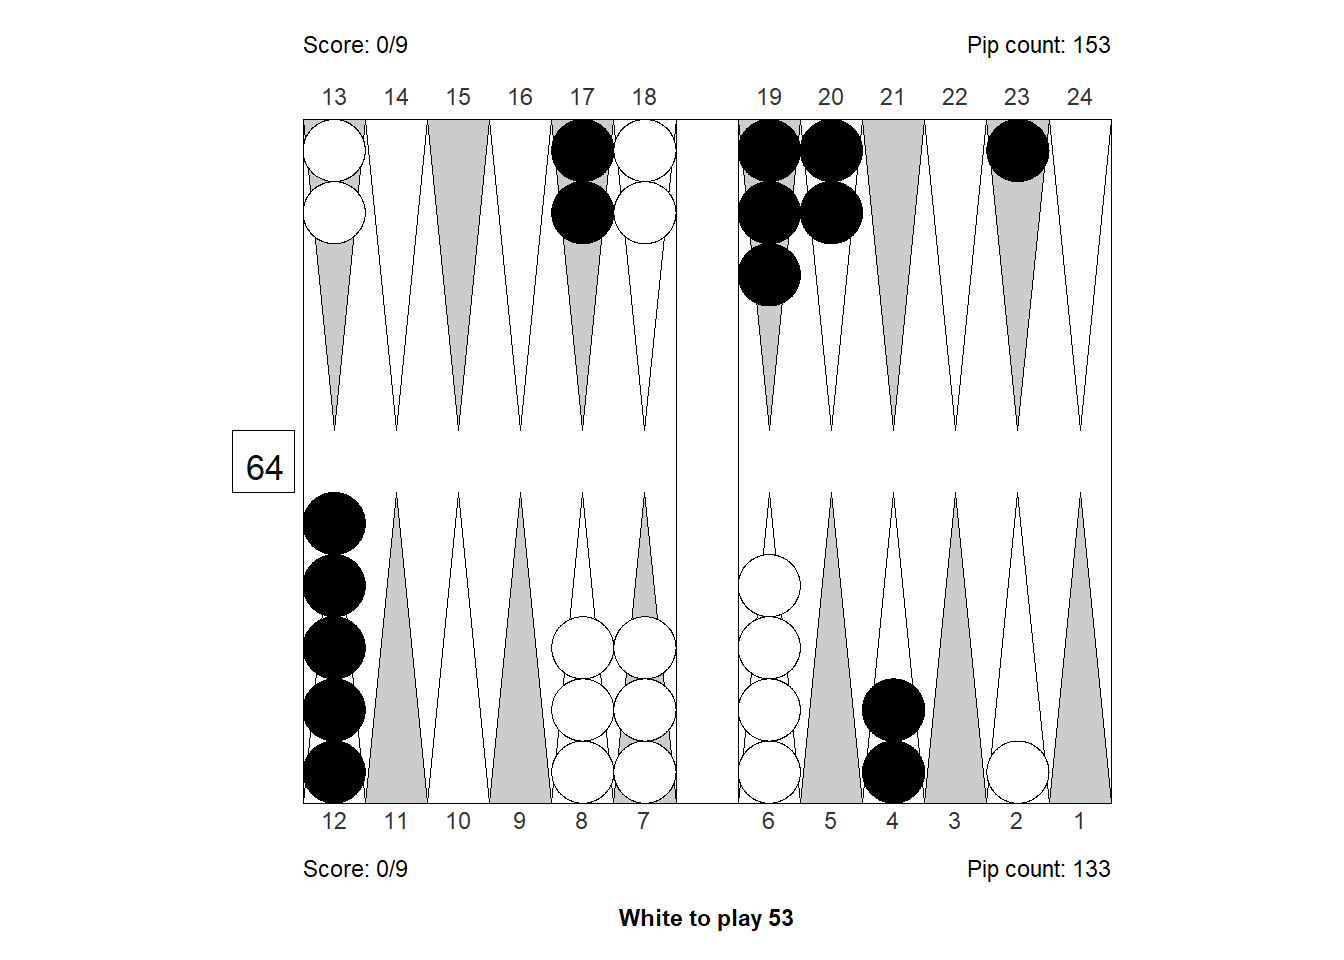 Score: 0/9 Pip count: 153
13 14 15 16 17 18 19 20 21 22 23 24
64
12 11 10 9 8 7 6 5 4 3 2 1
Score: 0/9 Pip count: 133
White to play 53